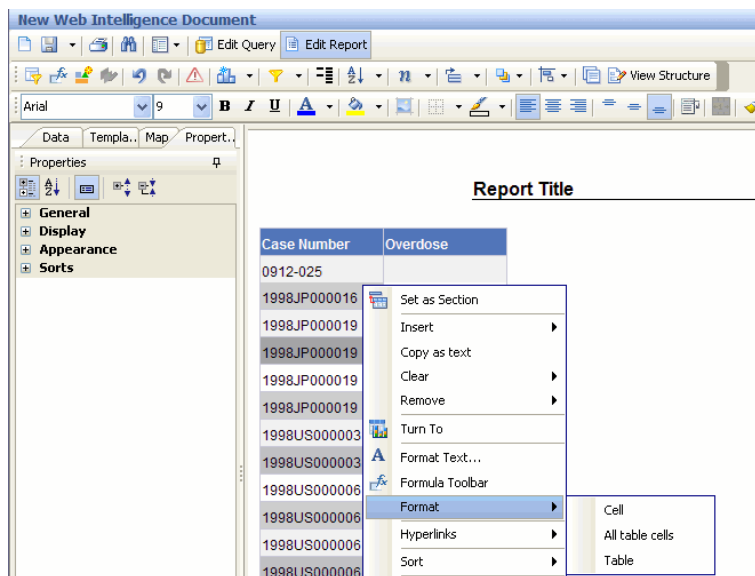 New Web Intelligence Document
Edit Query Edit Report
View Structure
Arial 9 B I U A
Data Templa.. Map Propert..
Properties
General
Display
Appearance
Sorts
Report Title
Case Number Overdose
0912-025
1998JP000016
1998JP000019
1998JP000019
1998JP000019
1998JP000019
1998US000003
1998US000003
1998US000006
1998US000006
1998US000006
1998US000006
Set as Section
Insert
Copy as text
Clear
Remove
Turn To
A Format Text...
fx Formula Toolbar
Format
Hyperlinks
Sort
Cell
All table cells
Table